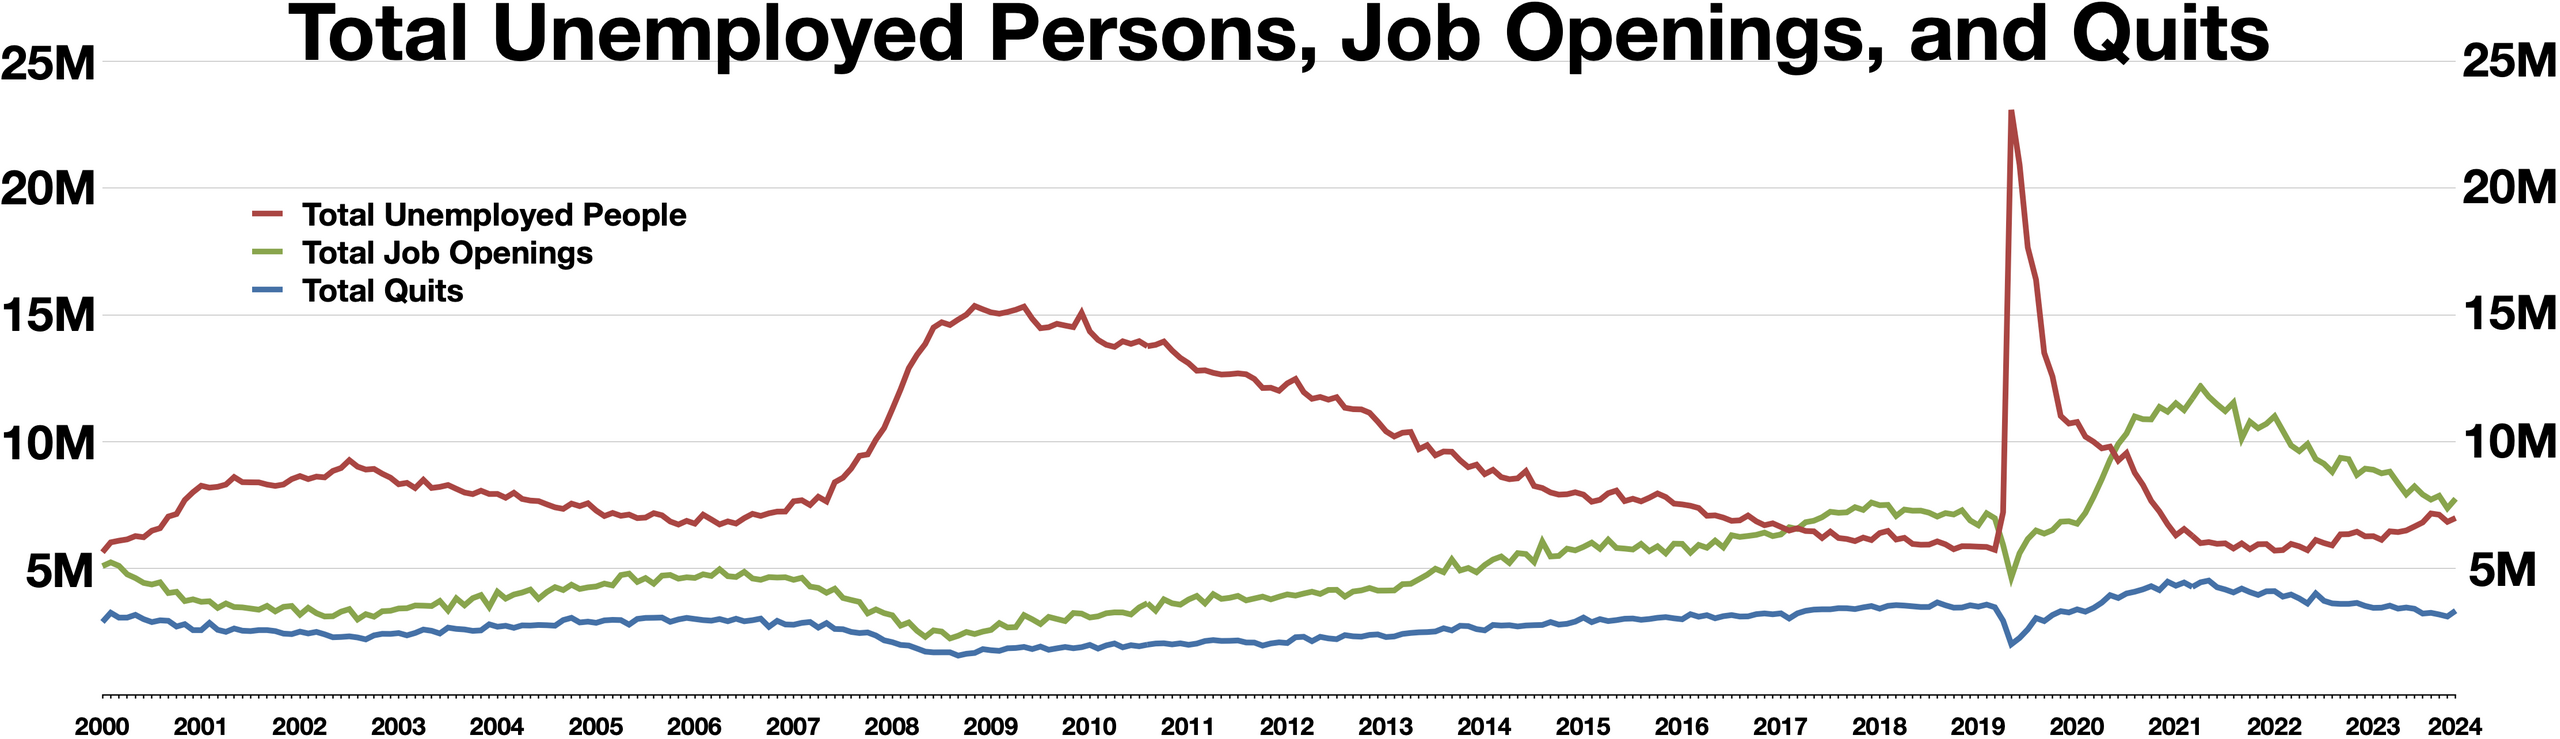 Total Unemployed Persons, Job Openings, and Quits
25M 25M
20M 20M
Total Unemployed People
Total Job Openings
Total Quits
15M 15M
10M 10M
5M 5M
2000 2001 2002 2003 2004 2005 2006 2007 2008 2009 2010 2011 2012 2013 2014 2015 2016 2017 2018 2019 2020 2021 2022 2023 2024